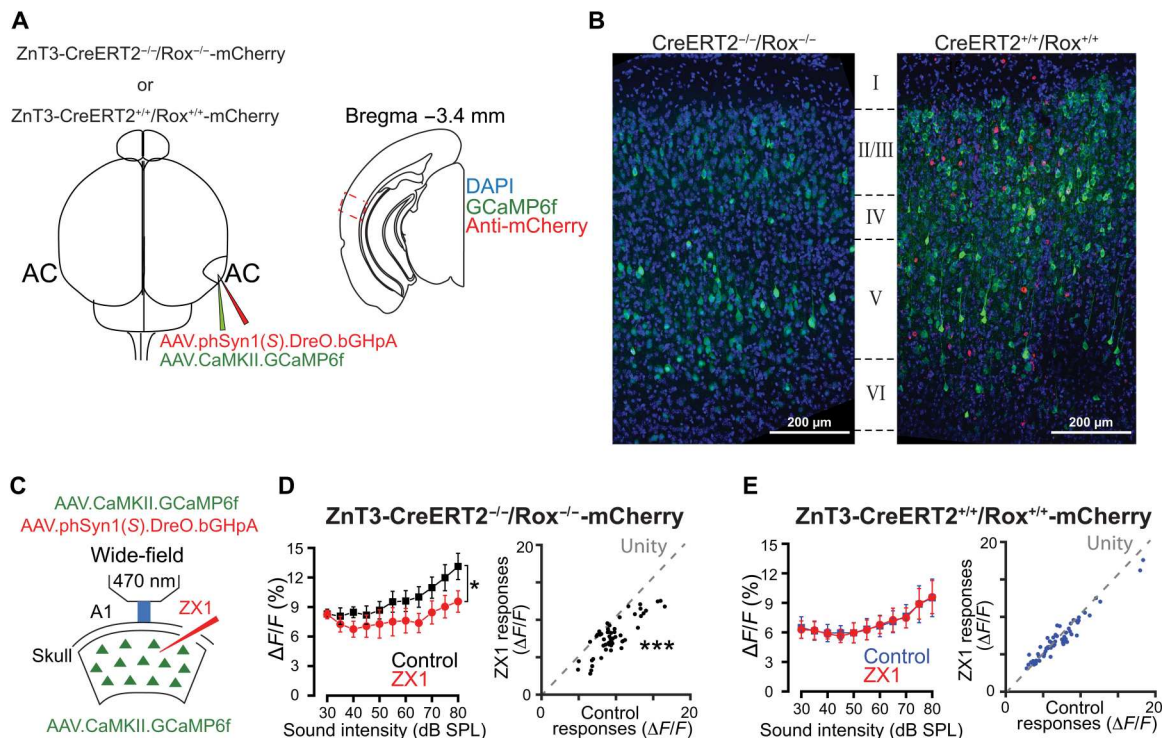 A
ZnT3-CreERT2−/−/Rox−/−-mCherry
or
ZnT3-CreERT2+/+/Rox+/+-mCherry
Bregma −3.4 mm
DAPI
GCaMP6f
Anti-mCherry
AC
AC
AAV.phSyn1(S).DreO.bGHpA
AAV.CaMKII.GCaMP6f
B
CreERT2−/−/Rox−/−
CreERT2+/+/Rox+/+
I
II/III
IV
V
VI
200 µm
200 µm
C
AAV.CaMKII.GCaMP6f
AAV.phSyn1(S).DreO.bGHpA
Wide-field
470 nm
A1
ZX1
Skull
AAV.CaMKII.GCaMP6f
D
ZnT3-CreERT2−/−/Rox−/−-mCherry
ΔF/F (%)
15
12
9
6
3
0
*
Control
ZX1
30 40 50 60 70 80
Sound intensity (dB SPL)
ZX1 responses
(ΔF/F)
20
0
Unity
***
0
20
Control
responses (ΔF/F)
E
ZnT3-CreERT2+/+/Rox+/+-mCherry
ΔF/F (%)
15
12
9
6
3
0
Control
ZX1
30 40 50 60 70 80
Sound intensity (dB SPL)
ZX1 responses
(ΔF/F)
20
0
Unity
0
20
Control
responses (ΔF/F)